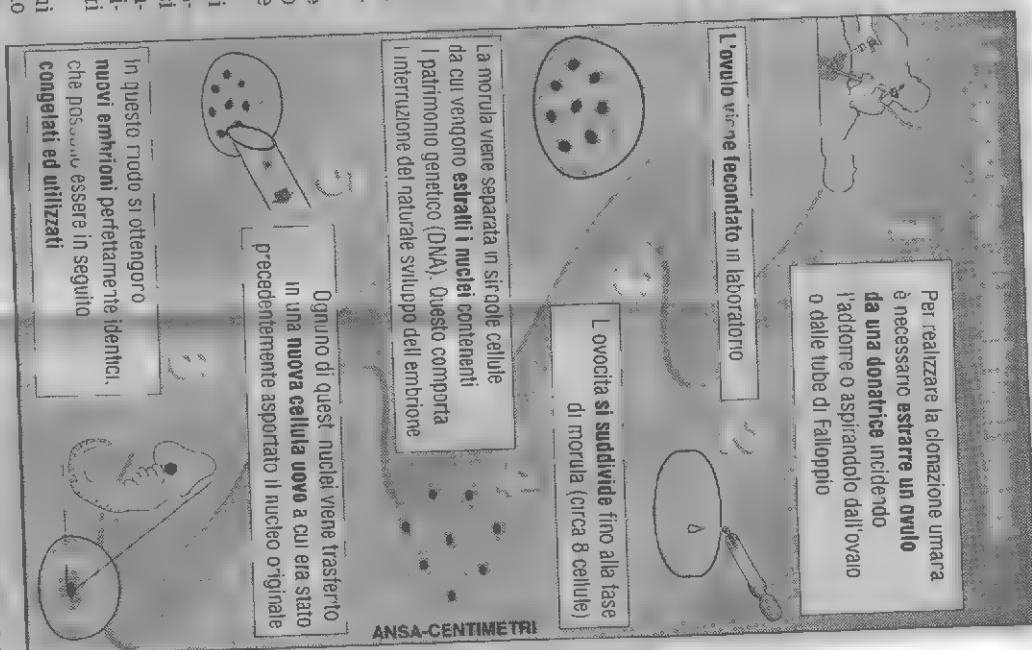 Per realizzare la clonazione umana
è necessario estrarre un ovulo
da una donatrice incidendo
l'addome o aspirandolo dall'ovaio
o dalle tube di Falloppio
L'ovulo viene fecondato in laboratorio
L ovocita si suddivide fino alla fase
di morula (circa 8 cellule)
La morula viene separata in singole cellule
da cui vengono estratti i nuclei contenenti
l patrimonio genetico (DNA). Questo comporta
l interruzione del naturale sviluppo dell embrione
Ognuno di quest nuclei viene trasferito
in una nuova cellula uovo a cui era stato
precedentemente asportato il nucleo originale
In questo modo si ottengono
nuovi embrioni perfettamente identici,
che possono essere in seguito
congelati ed utilizzati
ANSA-CENTIMETRI